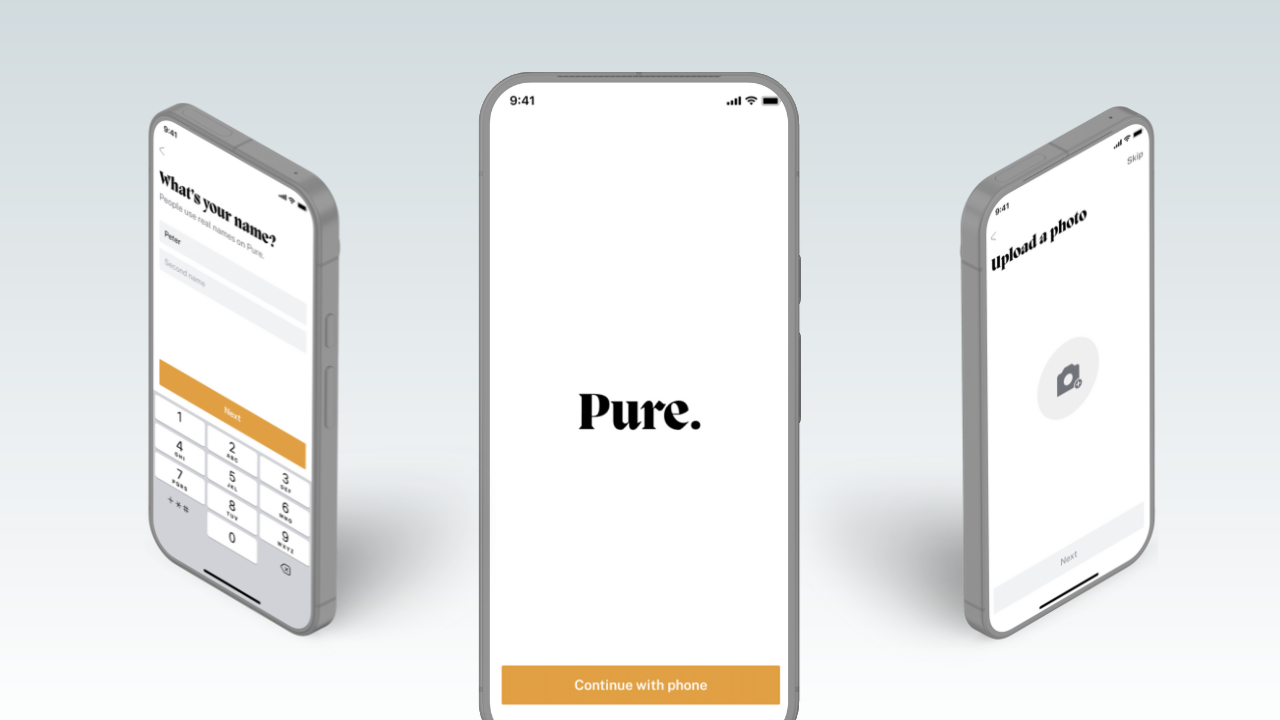 9:41
What's your name?
People use real names on Pure.
Peter
Second name
Next
1
2
ABC
3
DEF
4
GHI
5
JKL
6
MNO
7
PQRS
8
TUV
9
WXYZ
+*#
0
9:41
Pure.
Continue with phone
9:41
Skip
Upload a photo
Next